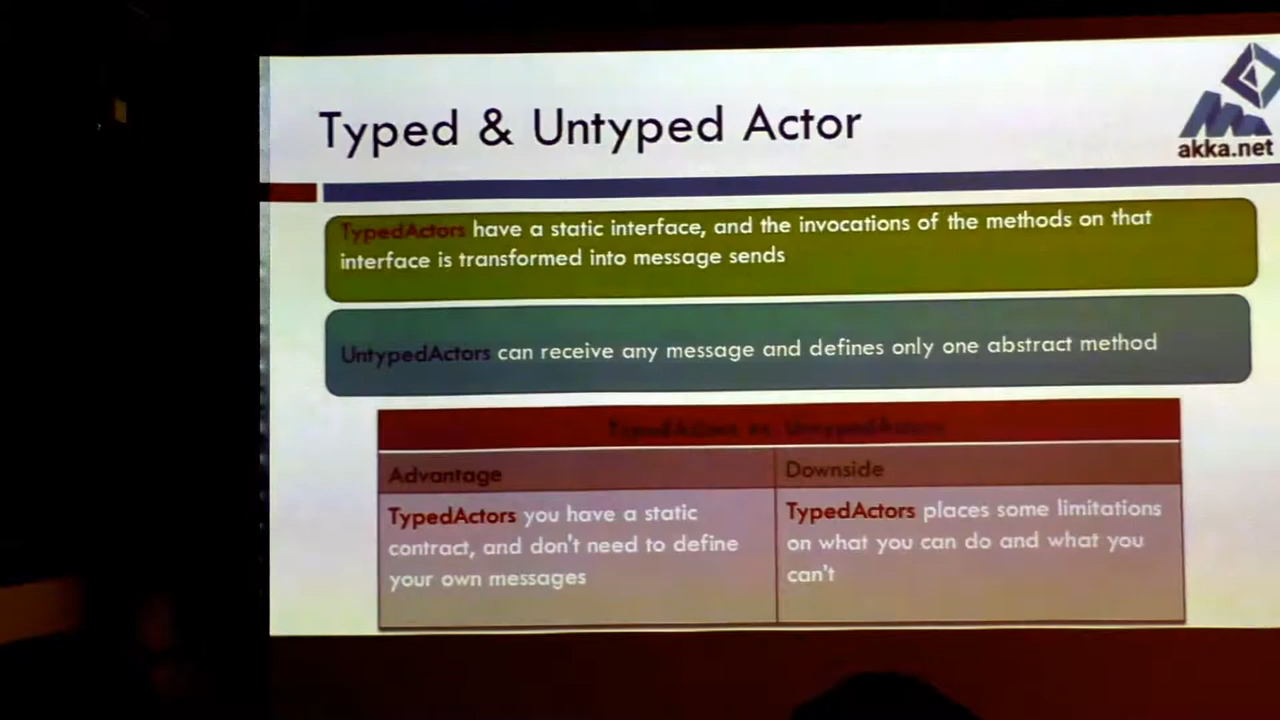 Typed & Untyped Actor
akka.net
TypedActors have a static interface, and the invocations of the methods on that
interface is transformed into message sends
UntypedActors can receive any message and defines only one abstract method
TypedActors vs. UntypedActors
Advantage
Downside
TypedActors you have a static
contract, and don't need to define
your own messages
TypedActors places some limitations
on what you can do and what you
can't